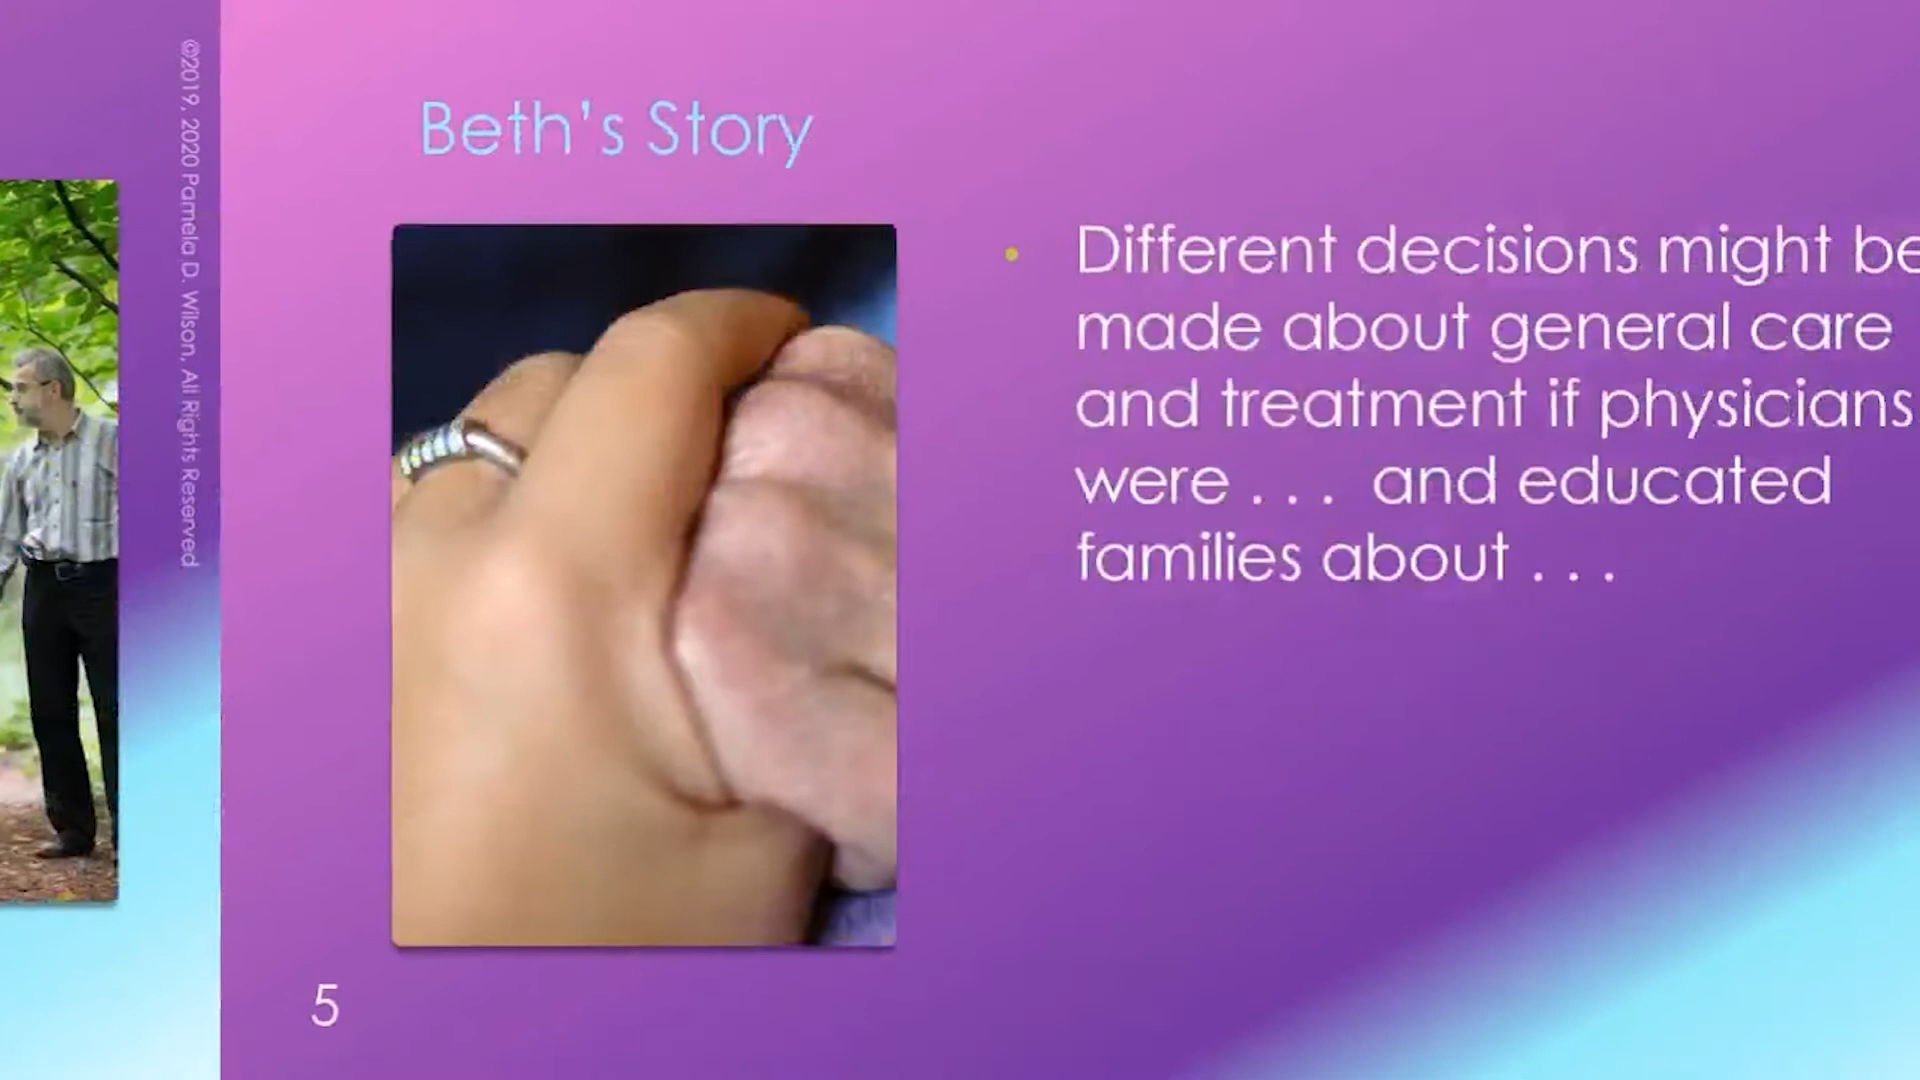 ©2019, 2020 Pamela D. Wilson, All Rights Reserved
Beth's Story
• Different decisions might be
made about general care
and treatment if physicians
were . . .  and educated
families about . . .
5